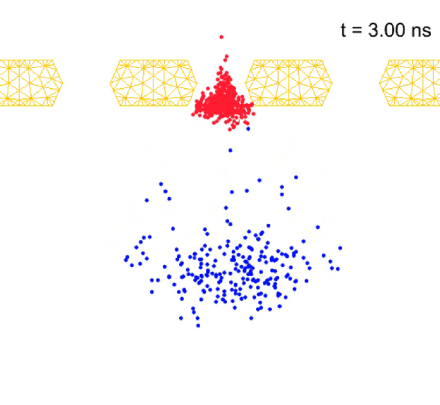 t = 3.00 ns